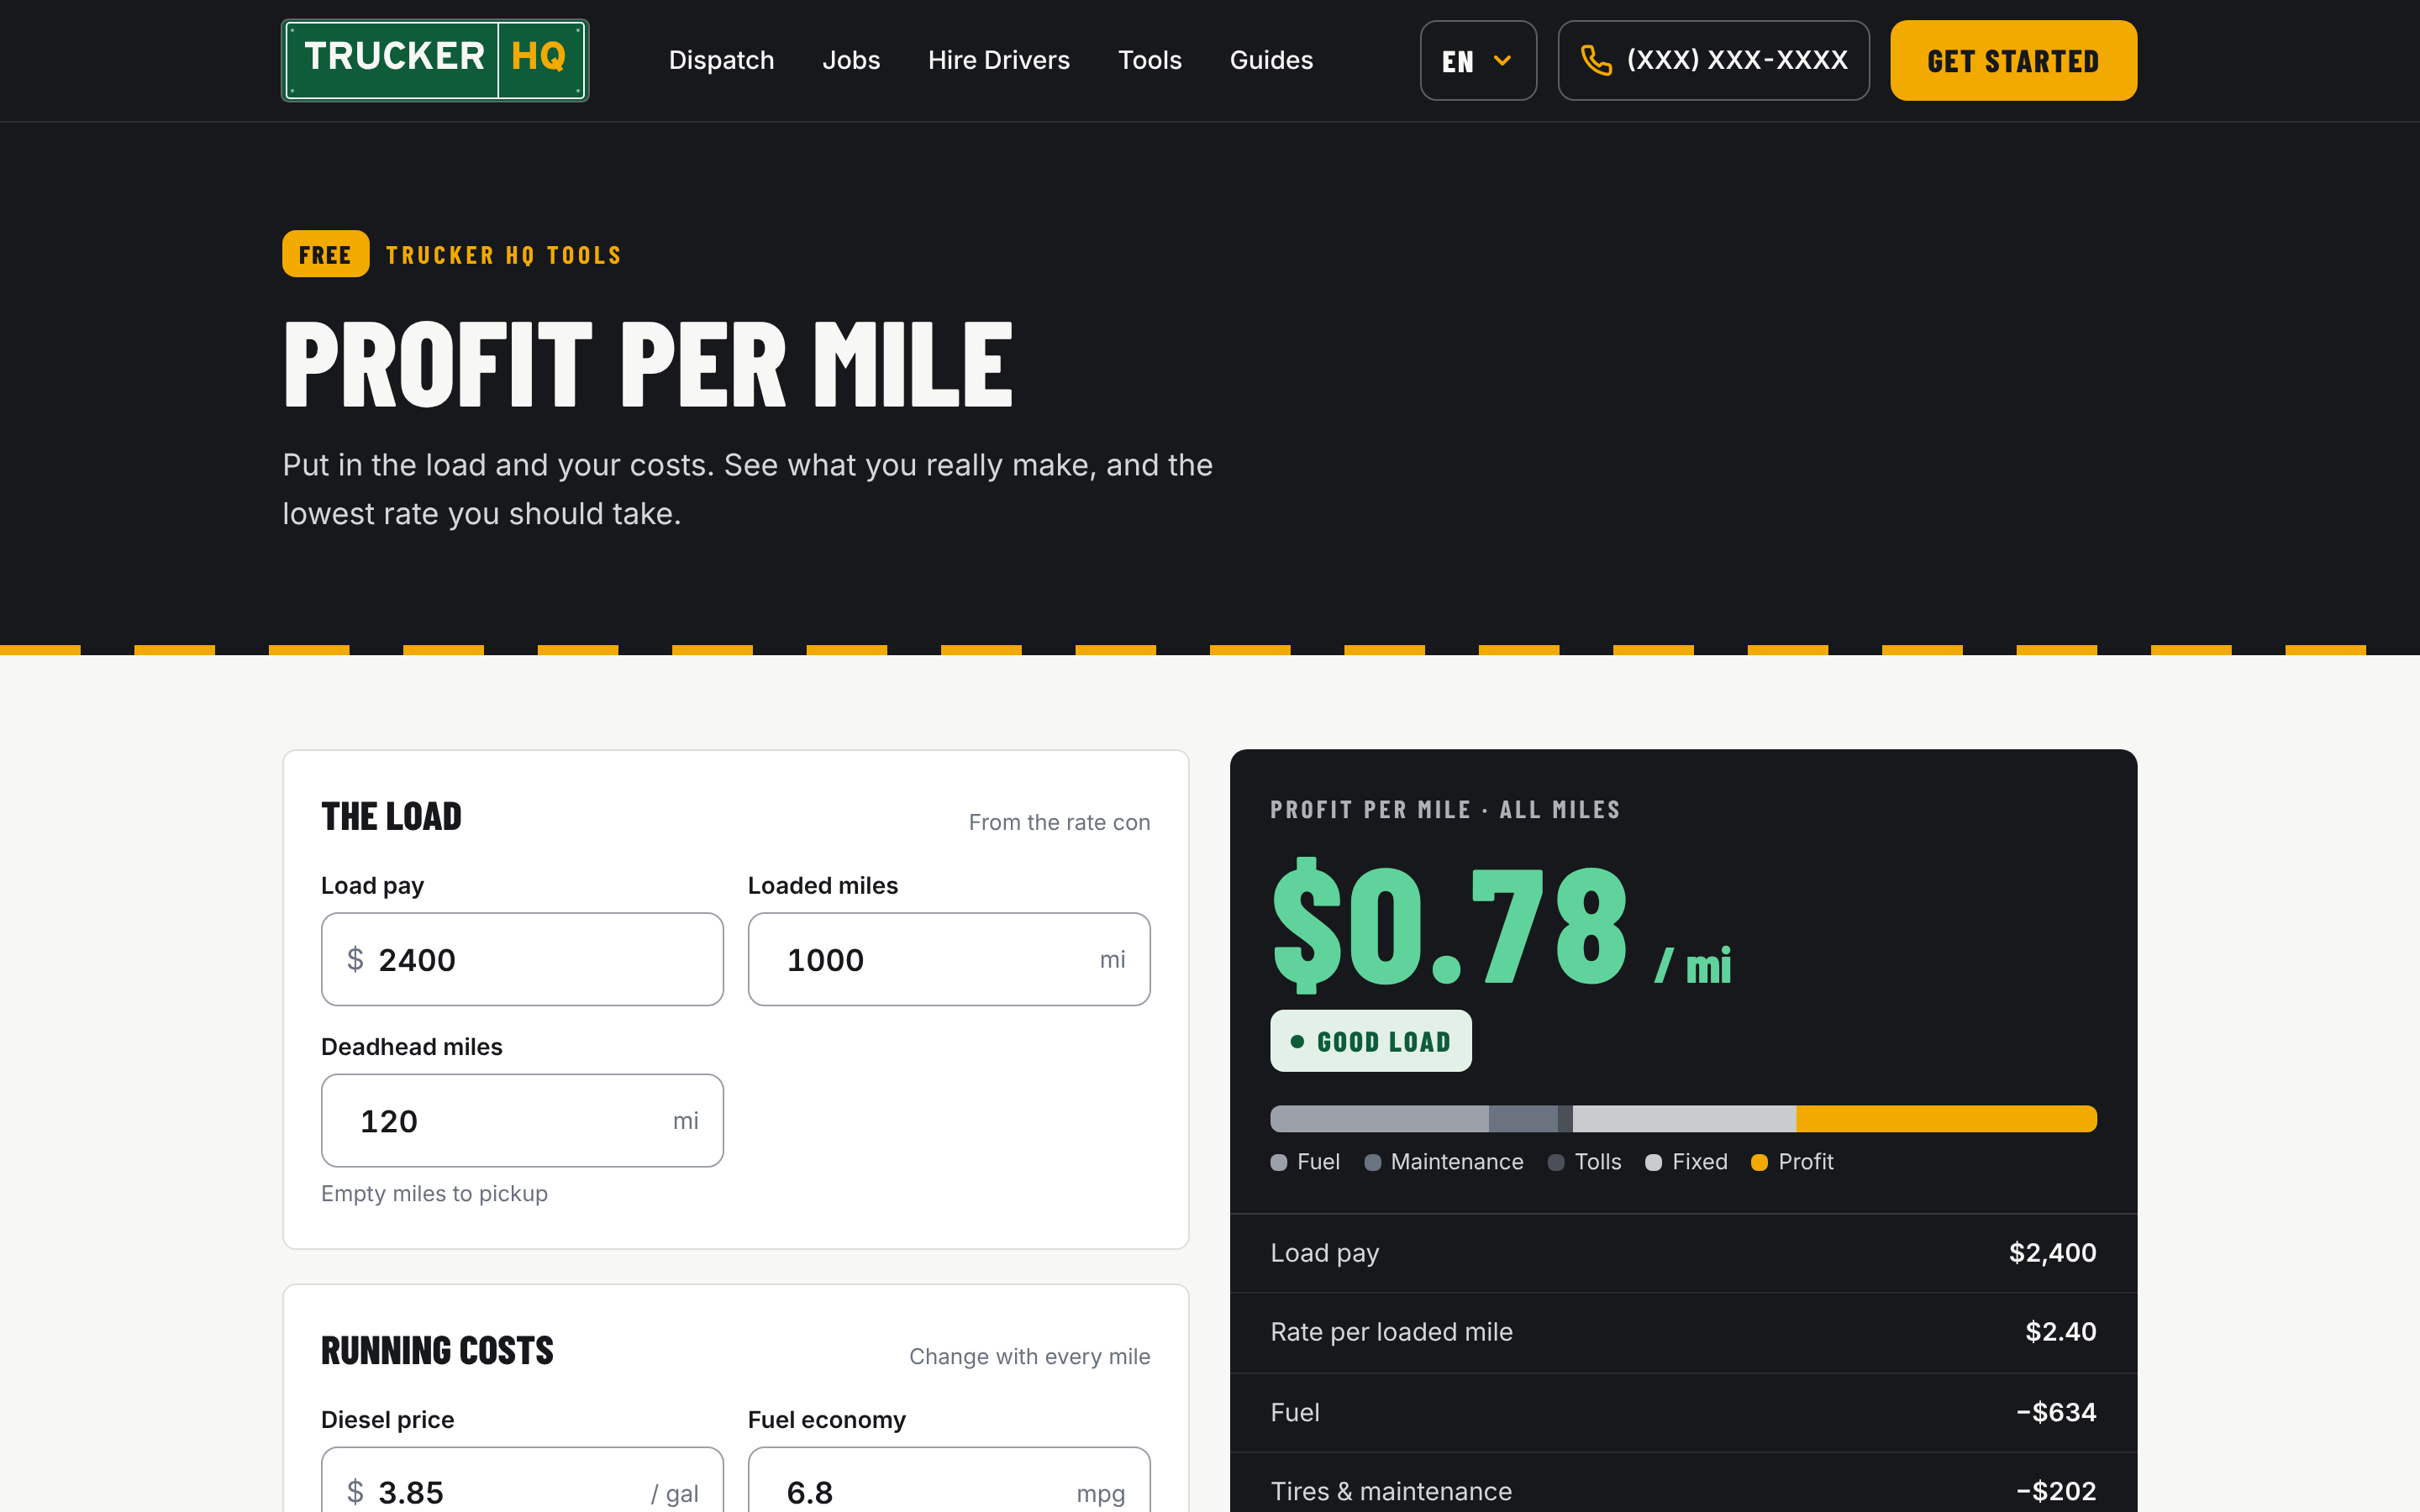 TRUCKER HQ
Dispatch
Jobs
Hire Drivers
Tools
Guides
EN
(XXX) XXX-XXXX
GET STARTED
FREE
TRUCKER HQ TOOLS
PROFIT PER MILE
Put in the load and your costs. See what you really make, and the
lowest rate you should take.
THE LOAD
From the rate con
Load pay
Loaded miles
$ 2400
1000 mi
Deadhead miles
120 mi
Empty miles to pickup
RUNNING COSTS
Change with every mile
Diesel price
Fuel economy
$ 3.85 / gal
6.8 mpg
PROFIT PER MILE · ALL MILES
$0.78 / mi
GOOD LOAD
Fuel
Maintenance
Tolls
Fixed
Profit
Load pay $2,400
Rate per loaded mile $2.40
Fuel −$634
Tires & maintenance −$202